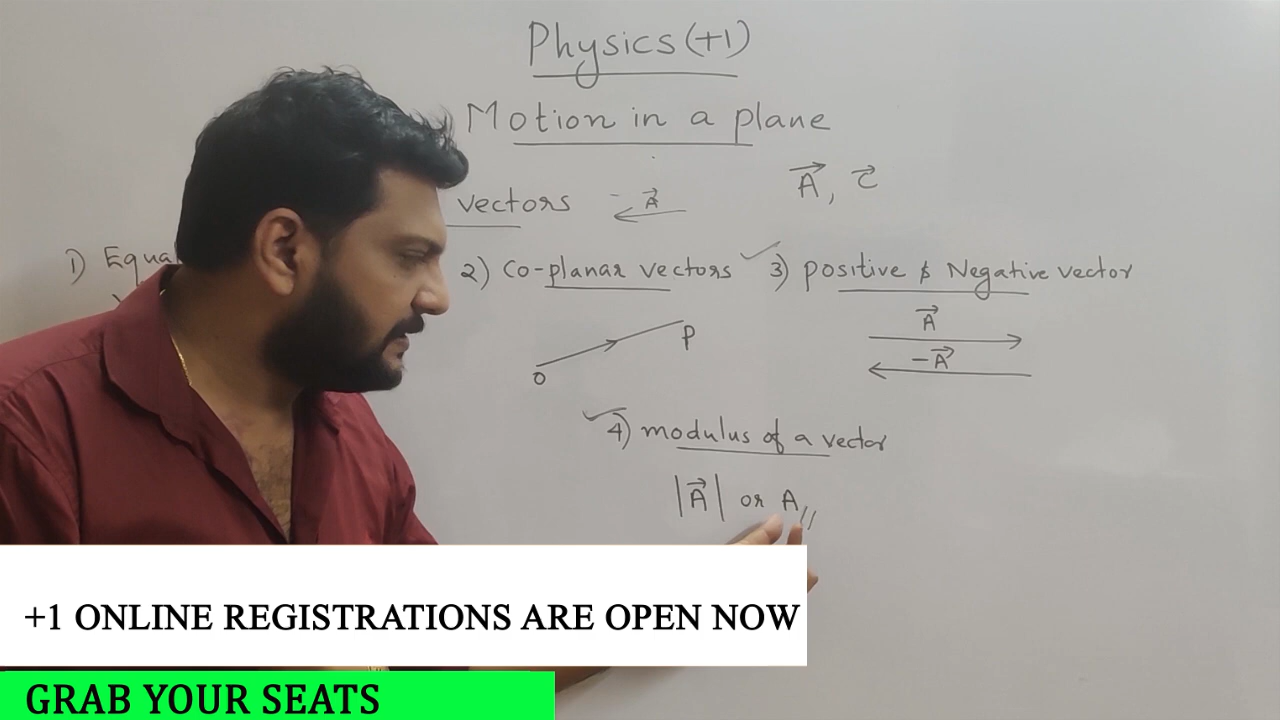 Physics (+1)
Motion in a plane
A⃗, c⃗
vectors
- A⃗
1) Equa
2) Co-planar vectors
3) positive & Negative vector
A⃗
-A⃗
P
O
4) modulus of a vector
|A⃗| or A
+1 ONLINE REGISTRATIONS ARE OPEN NOW
GRAB YOUR SEATS